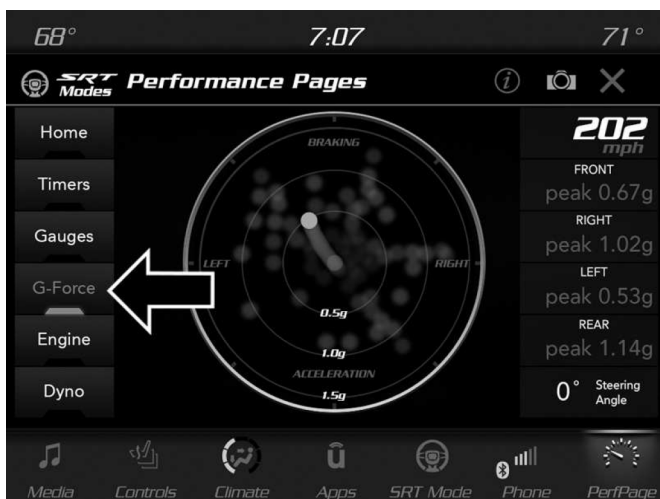 68°
7:07
71°
SRT
Modes
Performance Pages
i
Home
Timers
Gauges
G-Force
Engine
Dyno
BRAKING
LEFT
RIGHT
0.5g
1.0g
ACCELERATION
1.5g
202
mph
FRONT
peak 0.67g
RIGHT
peak 1.02g
LEFT
peak 0.53g
REAR
peak 1.14g
0° Steering
Angle
Media
Controls
Climate
ū
Apps
SRT Mode
Phone
PerfPage